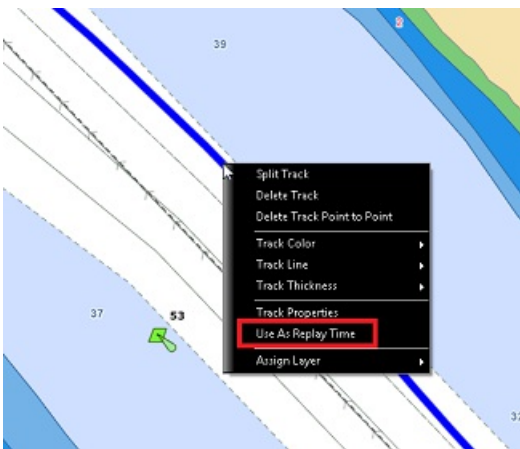 2
39
Split Track
Delete Track
Delete Track Point to Point
Track Color
Track Line
Track Thickness
Track Properties
Use As Replay Time
Assign Layer
37
53